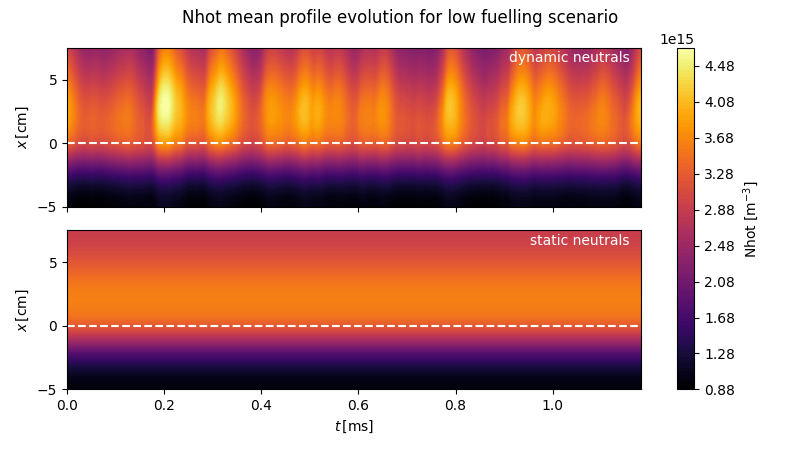 Nhot mean profile evolution for low fuelling scenario
1e15
dynamic neutrals
5
0
−5
x [cm]
static neutrals
5
0
−5
x [cm]
0.0 0.2 0.4 0.6 0.8 1.0
t [ms]
4.48
4.08
3.68
3.28
2.88
2.48
2.08
1.68
1.28
0.88
Nhot [m⁻³]